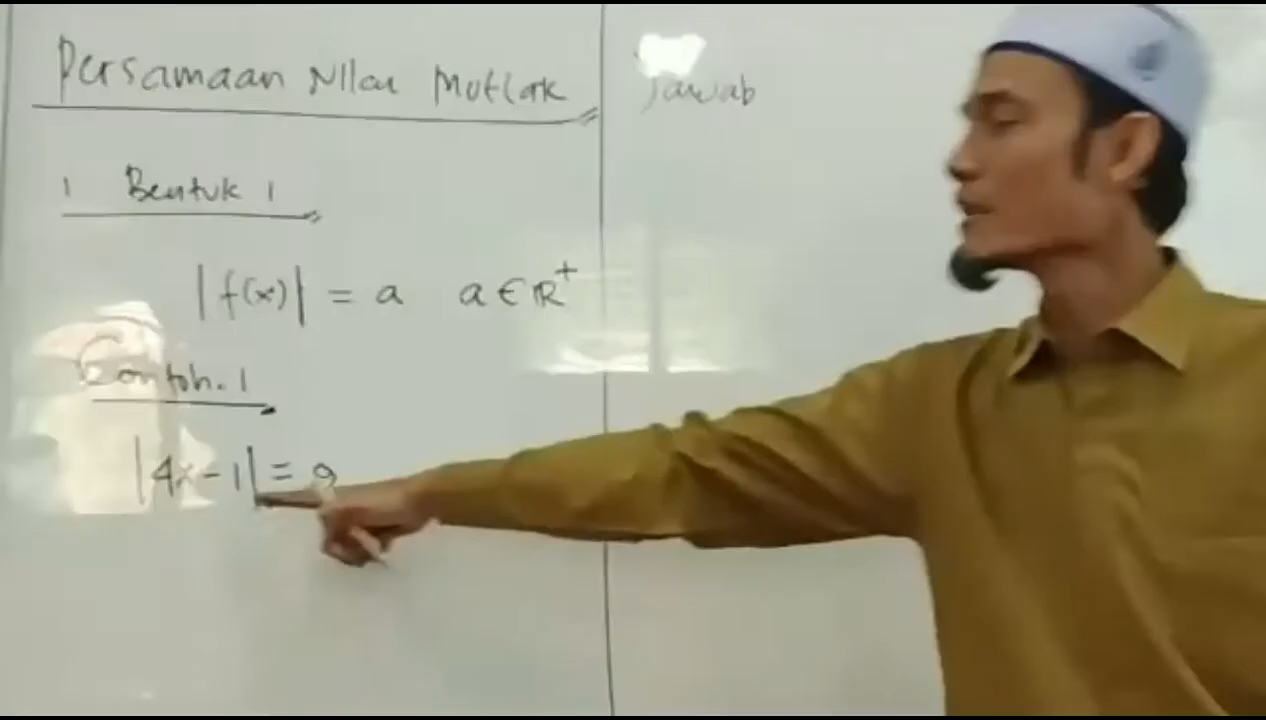 Persamaan Nilai Mutlak
1 Bentuk 1
|f(x)| = a a ∈ R⁺
Contoh. 1
|4x - 1| = 9
Jawab